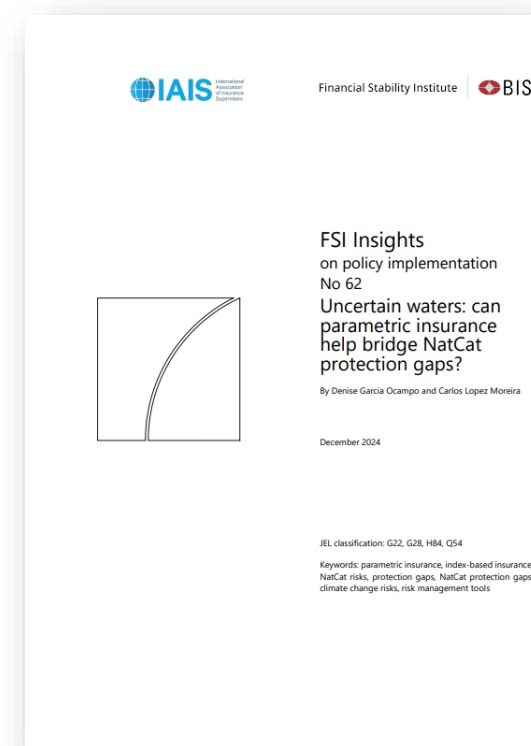 IAIS
International
Association
of Insurance
Supervisors
Financial Stability Institute
BIS
FSI Insights
on policy implementation
No 62
Uncertain waters: can
parametric insurance
help bridge NatCat
protection gaps?
By Denise Garcia Ocampo and Carlos Lopez Moreira
December 2024
JEL classification: G22, G28, H84, Q54
Keywords: parametric insurance, index-based insurance
NatCat risks, protection gaps, NatCat protection gaps
climate change risks, risk management tools